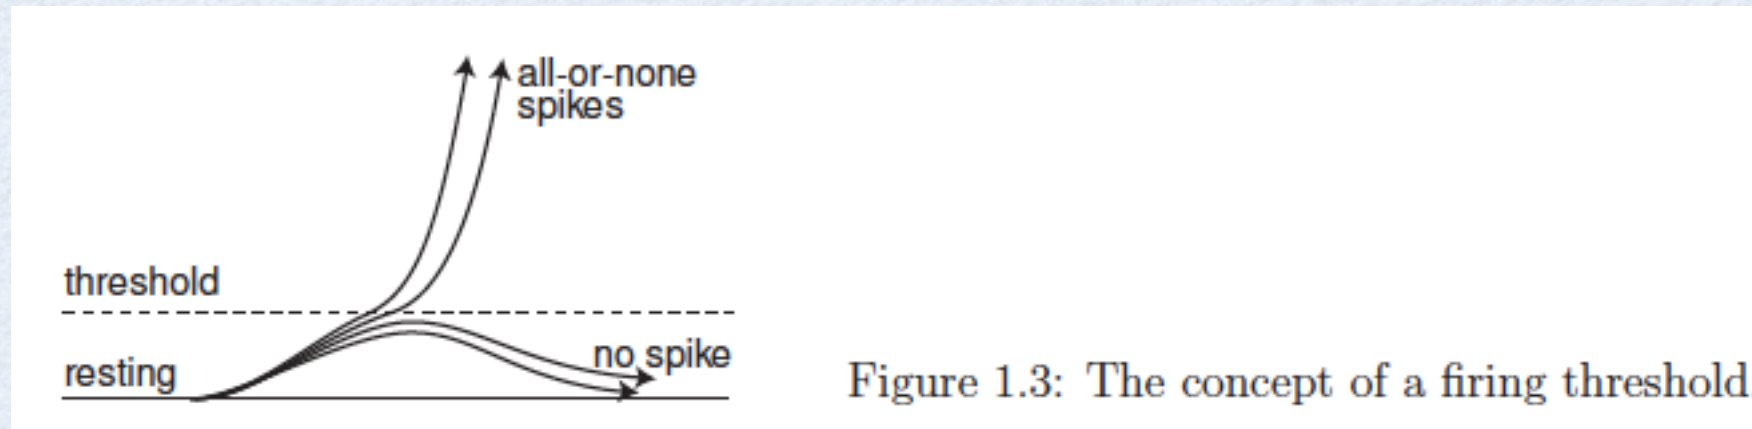 all-or-none
spikes
threshold
no spike
resting
Figure 1.3: The concept of a firing threshold